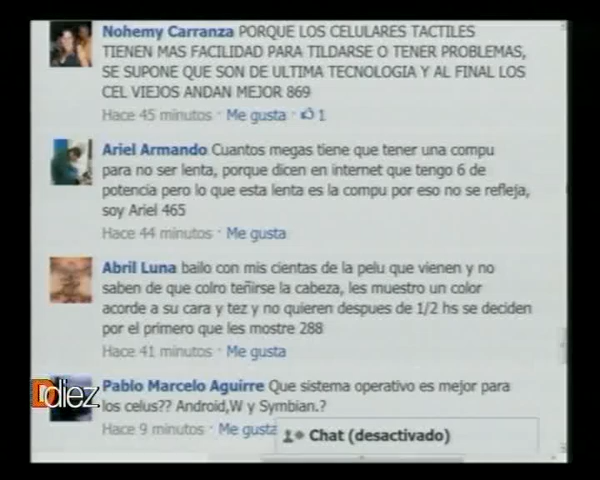 Nohemy Carranza PORQUE LOS CELULARES TACTILES
TIENEN MAS FACILIDAD PARA TILDARSE O TENER PROBLEMAS,
SE SUPONE QUE SON DE ULTIMA TECNOLOGIA Y AL FINAL LOS
CEL VIEJOS ANDAN MEJOR 869
Hace 45 minutos · Me gusta · 1
Ariel Armando Cuantos megas tiene que tener una compu
para no ser lenta, porque dicen en internet que tengo 6 de
potencia pero lo que esta lenta es la compu por eso no se refleja,
soy Ariel 465
Hace 44 minutos · Me gusta
Abril Luna bailo con mis cientas de la pelu que vienen y no
saben de que colro teñirse la cabeza, les muestro un color
acorde a su cara y tez y no quieren despues de 1/2 hs se deciden
por el primero que les mostre 288
Hace 41 minutos · Me gusta
Pablo Marcelo Aguirre Que sistema operativo es mejor para
los celus?? Android,W y Symbian.?
Hace 9 minutos · Me gusta
Chat (desactivado)
Ddiez